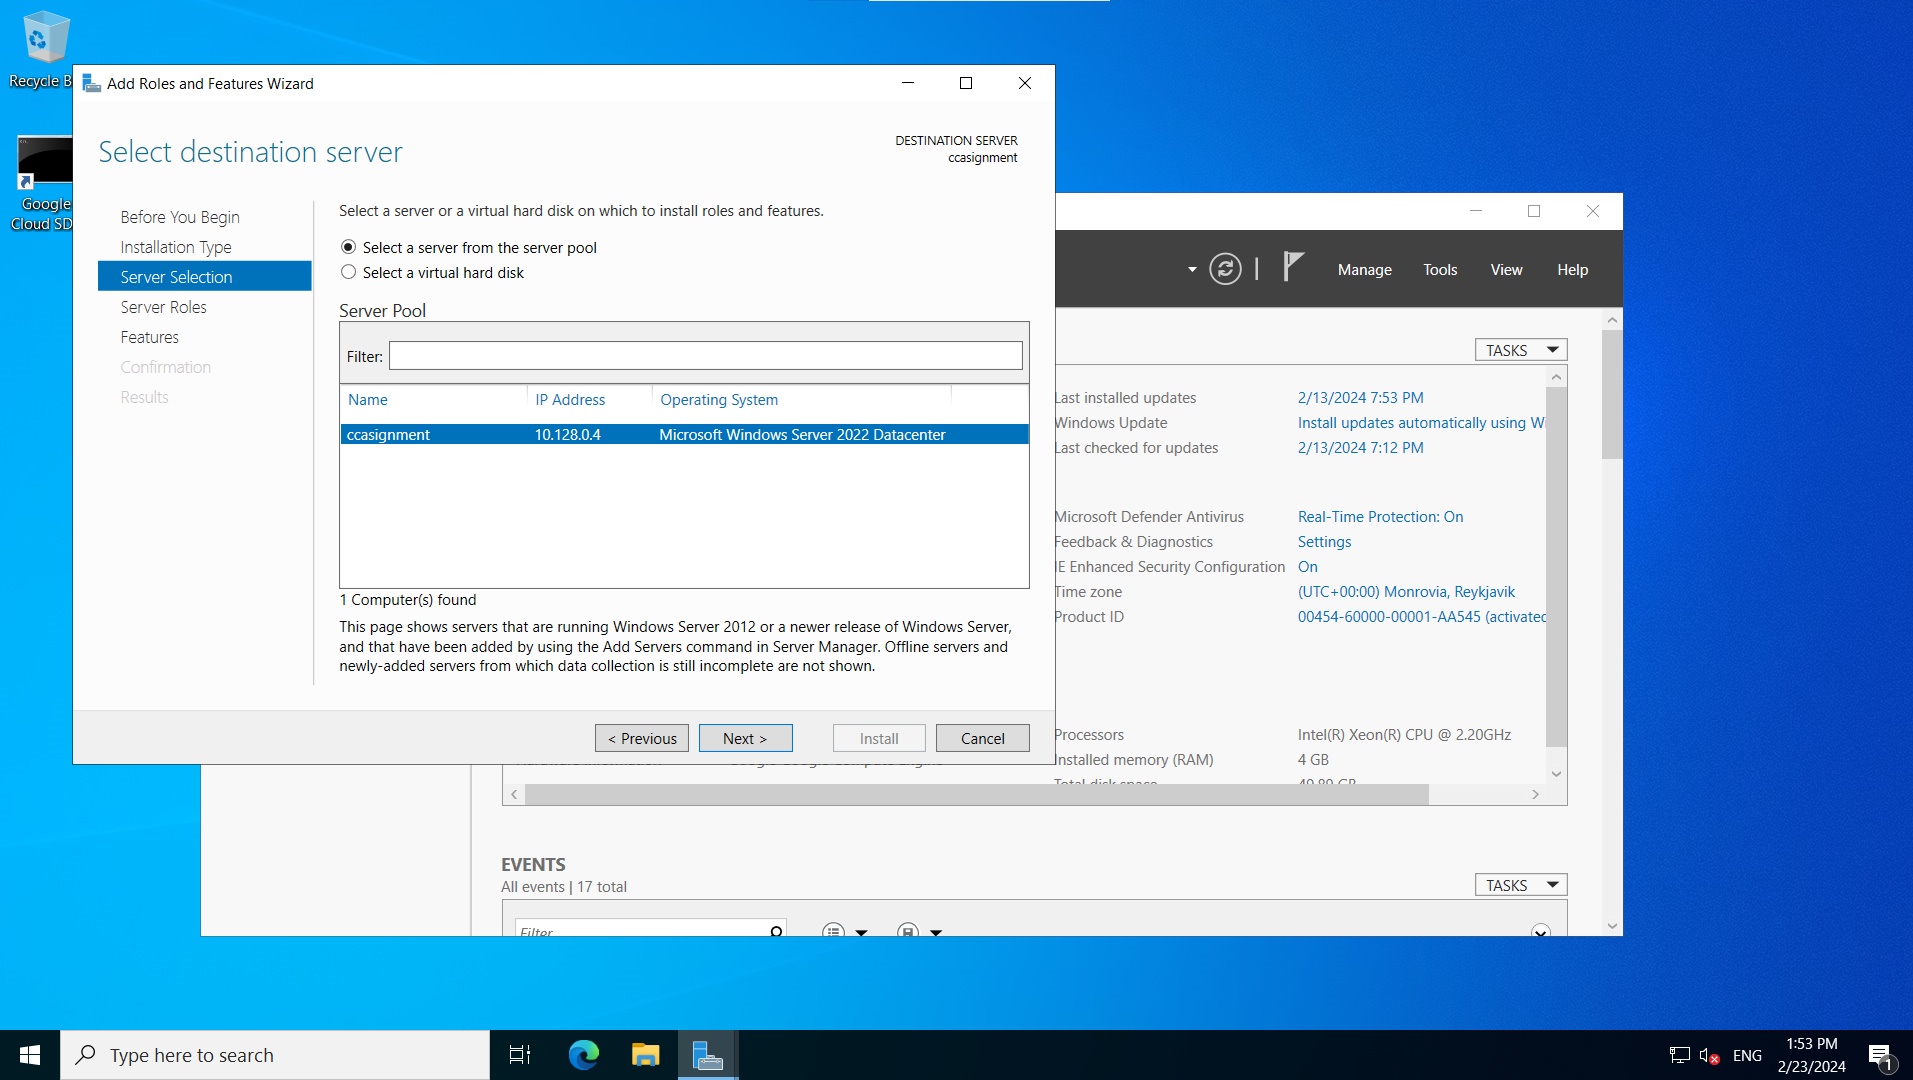 Recycle B
Google
Cloud SD
Add Roles and Features Wizard
Select destination server
DESTINATION SERVER
ccasignment
Before You Begin
Installation Type
Server Selection
Server Roles
Features
Confirmation
Results
Select a server or a virtual hard disk on which to install roles and features.
Select a server from the server pool
Select a virtual hard disk
Server Pool
Filter:
Name IP Address Operating System
ccasignment 10.128.0.4 Microsoft Windows Server 2022 Datacenter
1 Computer(s) found
This page shows servers that are running Windows Server 2012 or a newer release of Windows Server,
and that have been added by using the Add Servers command in Server Manager. Offline servers and
newly-added servers from which data collection is still incomplete are not shown.
< Previous Next > Install Cancel
Manage Tools View Help
TASKS
Last installed updates 2/13/2024 7:53 PM
Windows Update Install updates automatically using W
Last checked for updates 2/13/2024 7:12 PM
Microsoft Defender Antivirus Real-Time Protection: On
Feedback & Diagnostics Settings
IE Enhanced Security Configuration On
Time zone (UTC+00:00) Monrovia, Reykjavik
Product ID 00454-60000-00001-AA545 (activated
Processors Intel(R) Xeon(R) CPU @ 2.20GHz
Installed memory (RAM) 4 GB
Total disk space 49.89 GB
EVENTS
All events | 17 total
TASKS
Filter
Type here to search
ENG
1:53 PM
2/23/2024
1